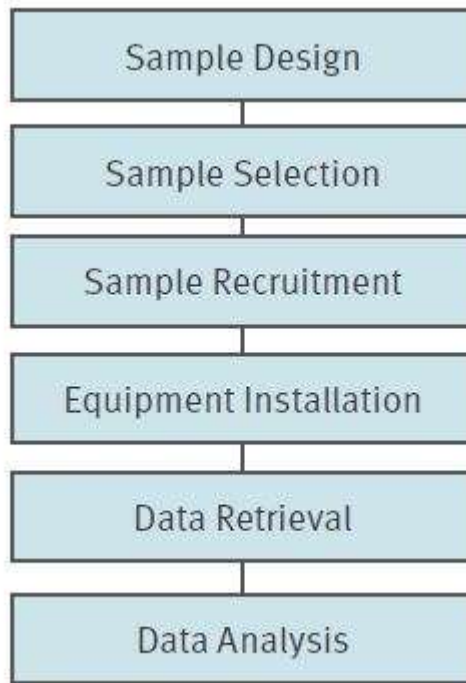 Sample Design
Sample Selection
Sample Recruitment
Equipment Installation
Data Retrieval
Data Analysis